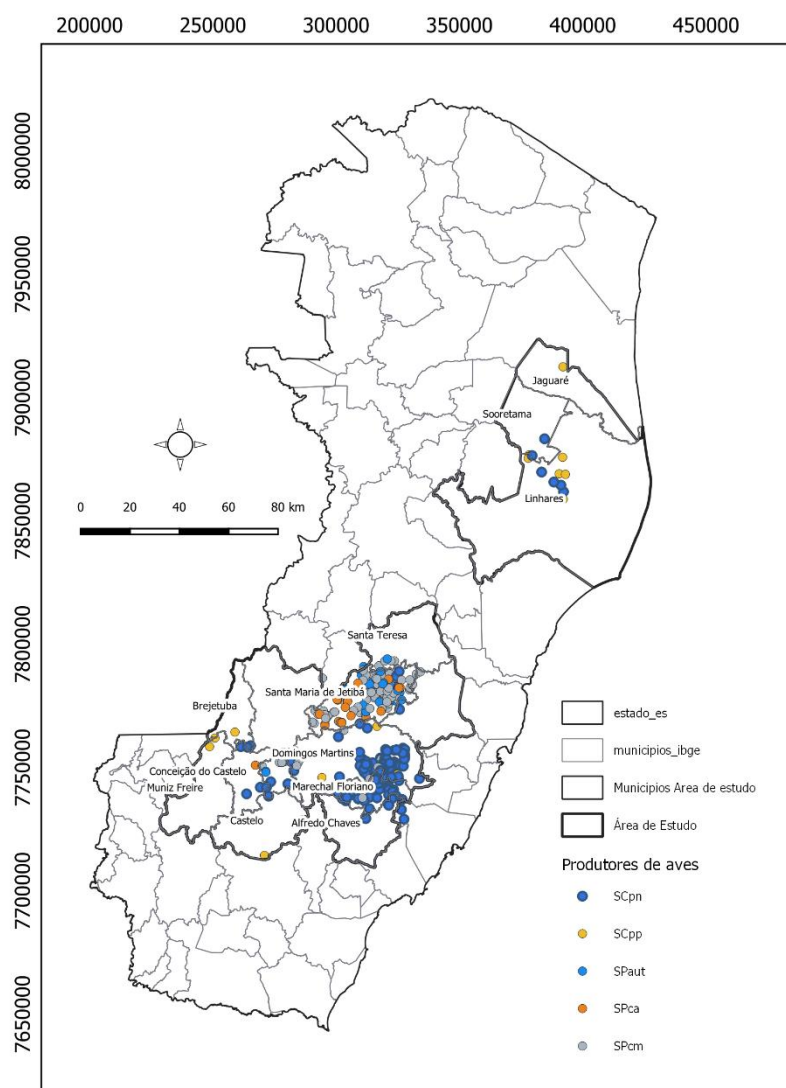 200000 250000 300000 350000 400000 450000
8000000
7950000
7900000
7850000
7800000
7750000
7700000
7650000
Jaguaré
Sooretama
Linhares
0 20 40 60 80 km
Santa Teresa
Santa Maria de Jetibá
Brejetuba
Domingos Martins
Conceição do Castelo
Muniz Freire
Marechal Floriano
Castelo
Alfredo Chaves
estado_es
municipios_ibge
Municipios Area de estudo
Área de Estudo
Produtores de aves
SCpn
SCpp
SPaut
SPca
SPcm